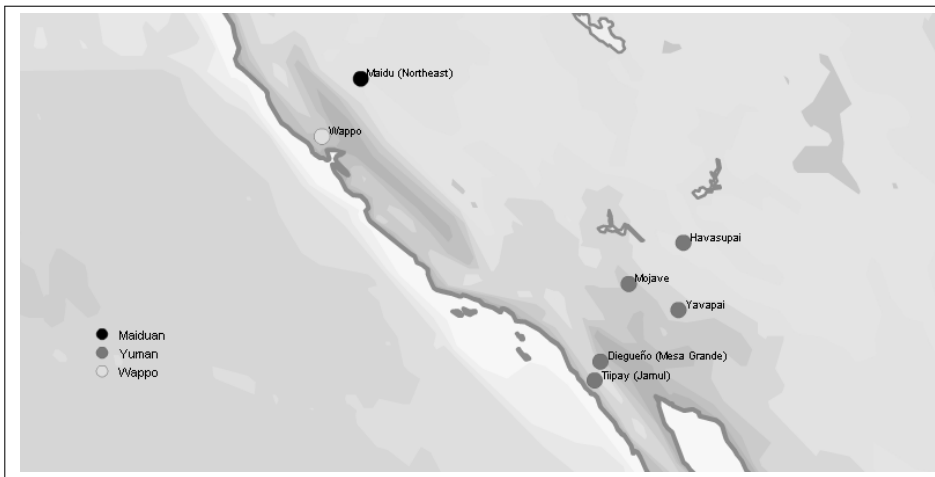 Maidu (Northeast)
Wappo
Havasupai
Mojave
Yavapai
Diegueño (Mesa Grande)
Tiipay (Jamul)
Maiduan
Yuman
Wappo